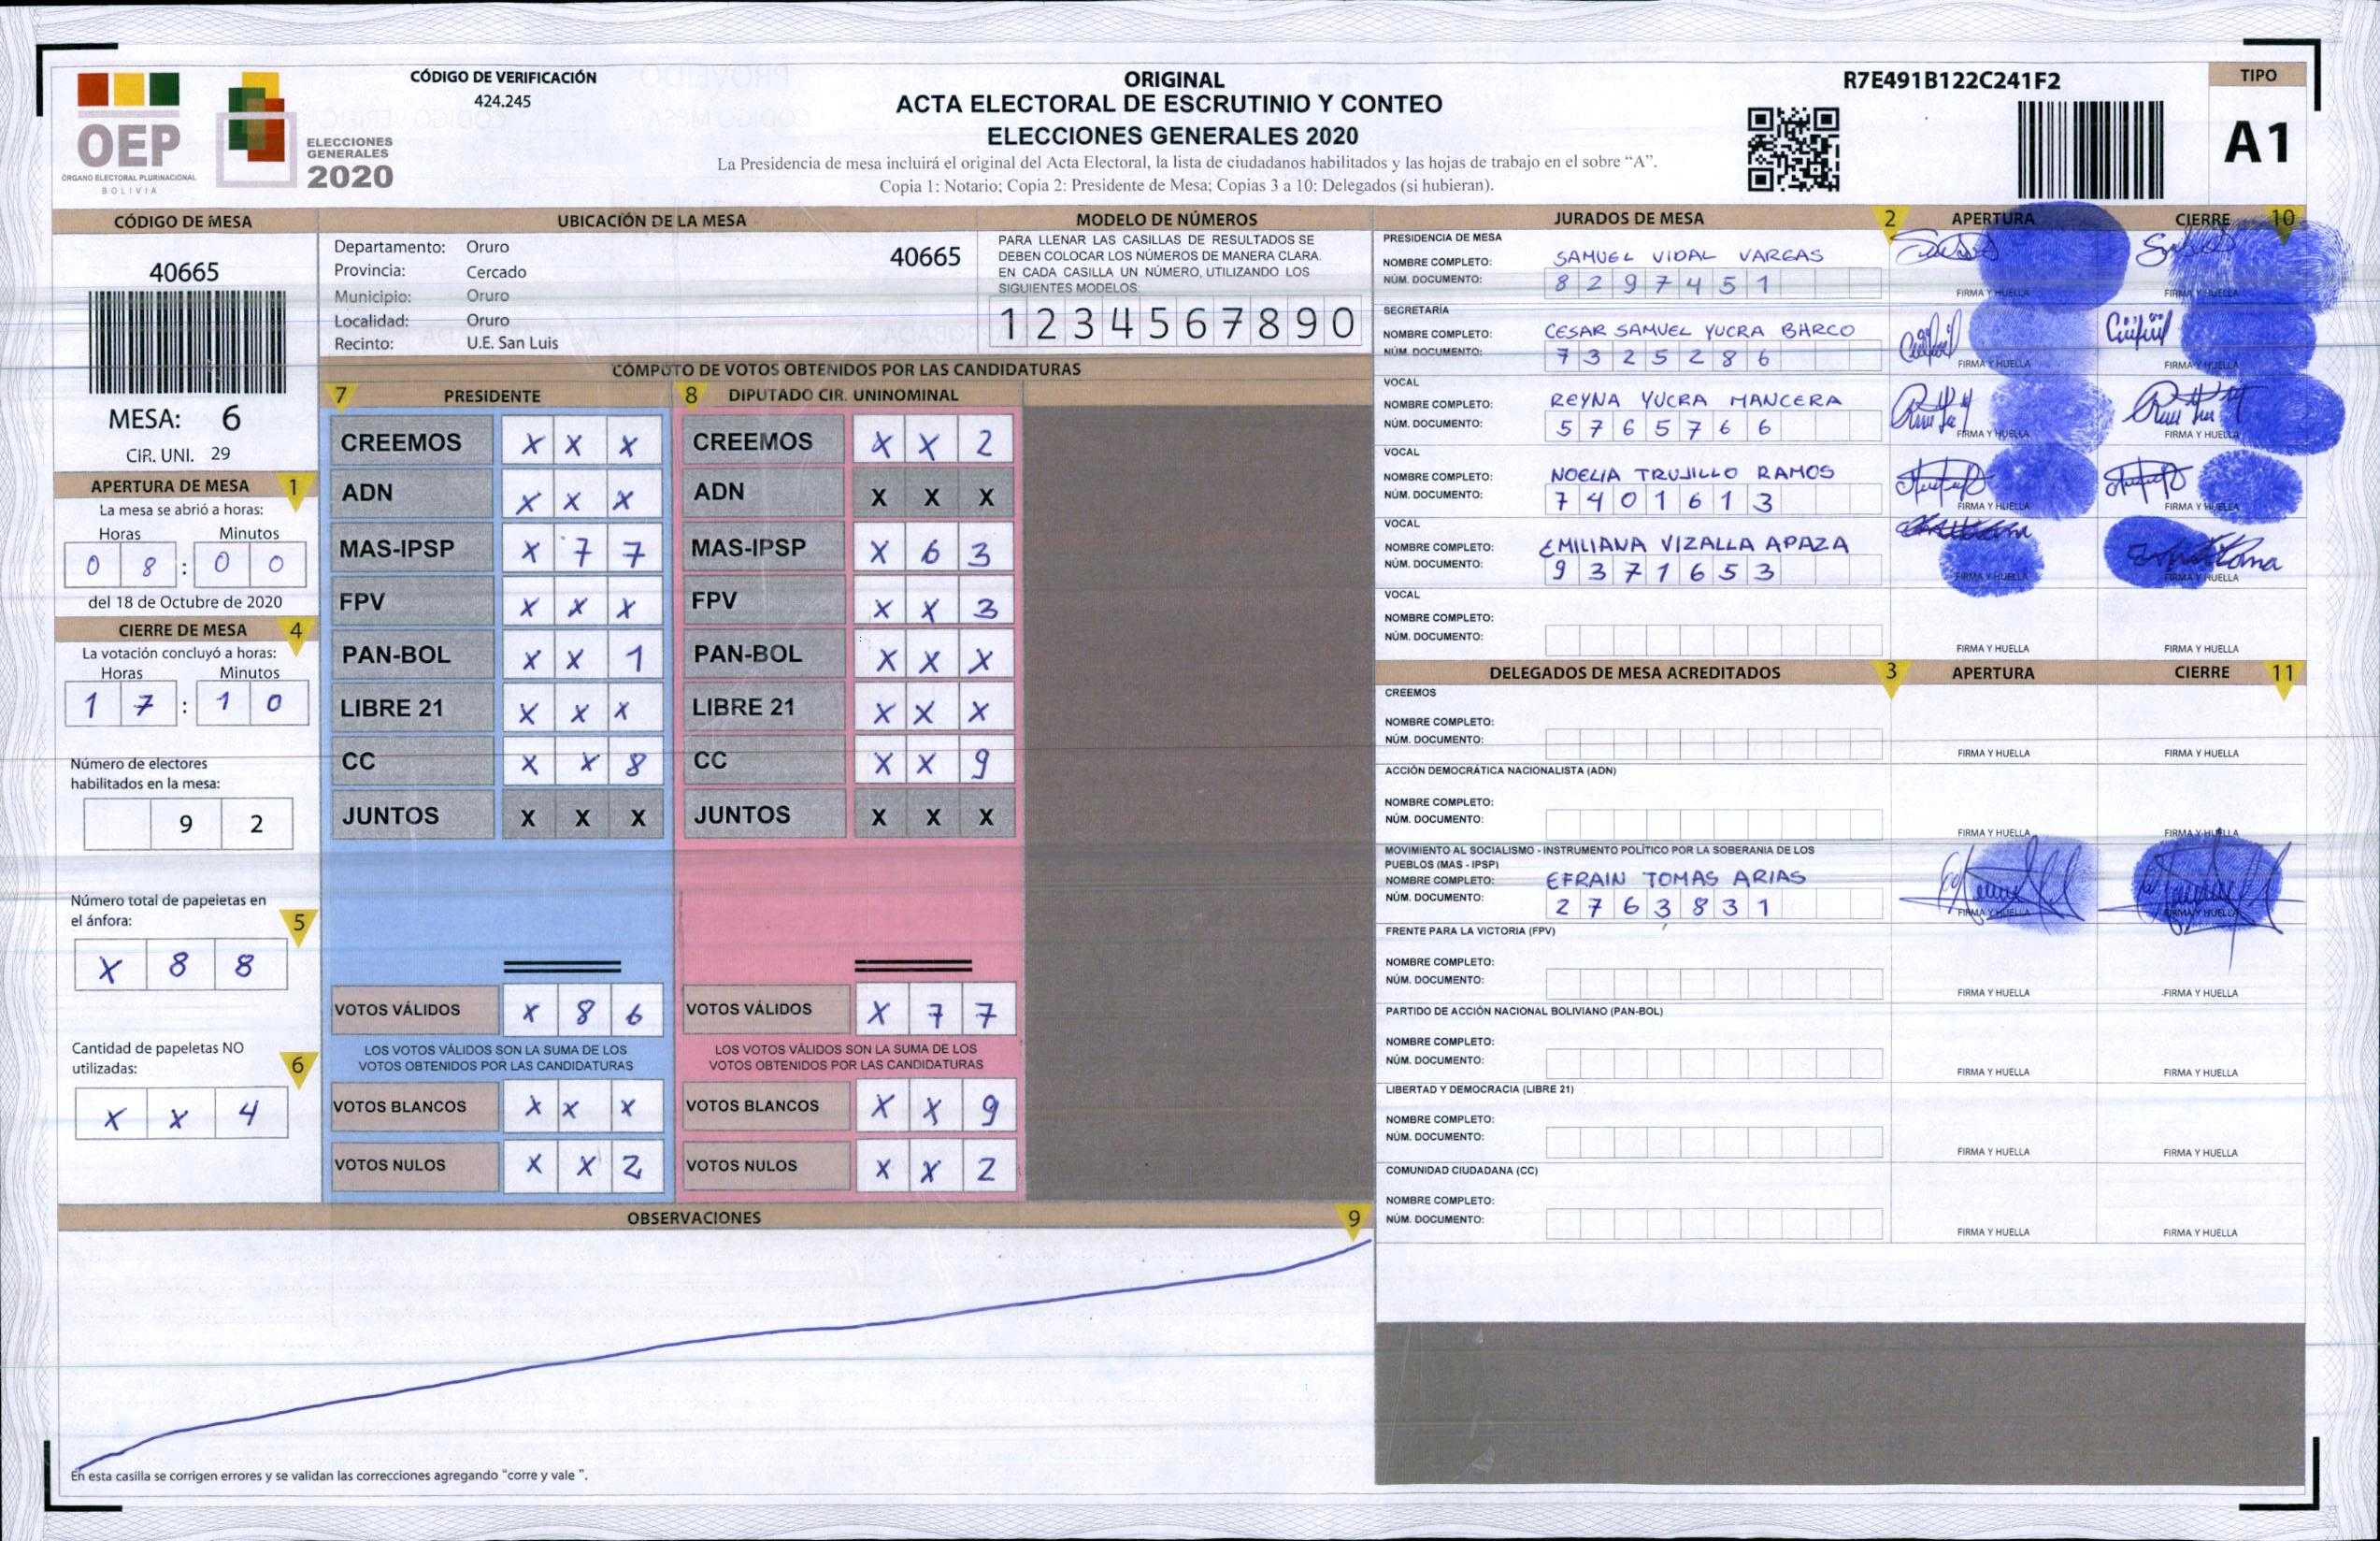 OEP
ÓRGANO ELECTORAL PLURINACIONAL
BOLIVIA
ELECCIONES
GENERALES
2020
CÓDIGO DE VERIFICACIÓN
424.245
ORIGINAL
ACTA ELECTORAL DE ESCRUTINIO Y CONTEO
ELECCIONES GENERALES 2020
La Presidencia de mesa incluirá el original del Acta Electoral, la lista de ciudadanos habilitados y las hojas de trabajo en el sobre “A”.
Copia 1: Notario; Copia 2: Presidente de Mesa; Copias 3 a 10: Delegados (si hubieran).
R7E491B122C241F2
TIPO
A1
CÓDIGO DE MESA
40665
MESA: 6
CIR. UNI. 29
APERTURA DE MESA 1
La mesa se abrió a horas:
Horas Minutos
0 8 : 0 0
del 18 de Octubre de 2020
CIERRE DE MESA 4
La votación concluyó a horas:
Horas Minutos
1 7 : 1 0
Número de electores
habilitados en la mesa:
9 2
Número total de papeletas en
el ánfora: 5
X 8 8
Cantidad de papeletas NO
utilizadas: 6
X X 4
UBICACIÓN DE LA MESA
Departamento: Oruro 40665
Provincia: Cercado
Municipio: Oruro
Localidad: Oruro
Recinto: U.E. San Luis
MODELO DE NÚMEROS
PARA LLENAR LAS CASILLAS DE RESULTADOS SE
DEBEN COLOCAR LOS NÚMEROS DE MANERA CLARA.
EN CADA CASILLA UN NÚMERO, UTILIZANDO LOS
SIGUIENTES MODELOS
1 2 3 4 5 6 7 8 9 0
CÓMPUTO DE VOTOS OBTENIDOS POR LAS CANDIDATURAS
7 PRESIDENTE 8 DIPUTADO CIR. UNINOMINAL
CREEMOS X X X CREEMOS X X 2
ADN X X X ADN X X X
MAS-IPSP X 7 7 MAS-IPSP X 6 3
FPV X X X FPV X X 3
PAN-BOL X X 1 PAN-BOL X X X
LIBRE 21 X X X LIBRE 21 X X X
CC X X 8 CC X X 9
JUNTOS X X X JUNTOS X X X
VOTOS VÁLIDOS X 8 6 VOTOS VÁLIDOS X 7 7
LOS VOTOS VÁLIDOS SON LA SUMA DE LOS LOS VOTOS VÁLIDOS SON LA SUMA DE LOS
VOTOS OBTENIDOS POR LAS CANDIDATURAS VOTOS OBTENIDOS POR LAS CANDIDATURAS
VOTOS BLANCOS X X X VOTOS BLANCOS X X 9
VOTOS NULOS X X 2 VOTOS NULOS X X 2
OBSERVACIONES 9
En esta casilla se corrigen errores y se validan las correcciones agregando "corre y vale ".
JURADOS DE MESA 2 APERTURA CIERRE 10
PRESIDENCIA DE MESA
NOMBRE COMPLETO: SAMUEL VIDAL VARGAS
NÚM. DOCUMENTO: 8 2 9 7 4 5 1
FIRMA Y HUELLA FIRMA Y HUELLA
SECRETARÍA
NOMBRE COMPLETO: CESAR SAMUEL YUCRA BARCO
NÚM. DOCUMENTO: 7 3 2 5 2 8 6
FIRMA Y HUELLA FIRMA Y HUELLA
VOCAL
NOMBRE COMPLETO: REYNA YUCRA MANCERA
NÚM. DOCUMENTO: 5 7 6 5 7 6 6
FIRMA Y HUELLA FIRMA Y HUELLA
VOCAL
NOMBRE COMPLETO: NOELIA TRUJILLO RAMOS
NÚM. DOCUMENTO: 7 4 0 1 6 1 3
FIRMA Y HUELLA FIRMA Y HUELLA
VOCAL
NOMBRE COMPLETO: EMILIANA VIZALLA APAZA
NÚM. DOCUMENTO: 9 3 7 1 6 5 3
FIRMA Y HUELLA FIRMA Y HUELLA
VOCAL
NOMBRE COMPLETO:
NÚM. DOCUMENTO:
FIRMA Y HUELLA FIRMA Y HUELLA
DELEGADOS DE MESA ACREDITADOS 3 APERTURA CIERRE 11
CREEMOS
NOMBRE COMPLETO:
NÚM. DOCUMENTO:
FIRMA Y HUELLA FIRMA Y HUELLA
ACCIÓN DEMOCRÁTICA NACIONALISTA (ADN)
NOMBRE COMPLETO:
NÚM. DOCUMENTO:
FIRMA Y HUELLA FIRMA Y HUELLA
MOVIMIENTO AL SOCIALISMO - INSTRUMENTO POLÍTICO POR LA SOBERANIA DE LOS
PUEBLOS (MAS - IPSP)
NOMBRE COMPLETO: EFRAIN TOMAS ARIAS
NÚM. DOCUMENTO: 2 7 6 3 8 3 1
FIRMA Y HUELLA FIRMA Y HUELLA
FRENTE PARA LA VICTORIA (FPV)
NOMBRE COMPLETO:
NÚM. DOCUMENTO:
FIRMA Y HUELLA FIRMA Y HUELLA
PARTIDO DE ACCIÓN NACIONAL BOLIVIANO (PAN-BOL)
NOMBRE COMPLETO:
NÚM. DOCUMENTO:
FIRMA Y HUELLA FIRMA Y HUELLA
LIBERTAD Y DEMOCRACIA (LIBRE 21)
NOMBRE COMPLETO:
NÚM. DOCUMENTO:
FIRMA Y HUELLA FIRMA Y HUELLA
COMUNIDAD CIUDADANA (CC)
NOMBRE COMPLETO:
NÚM. DOCUMENTO:
FIRMA Y HUELLA FIRMA Y HUELLA